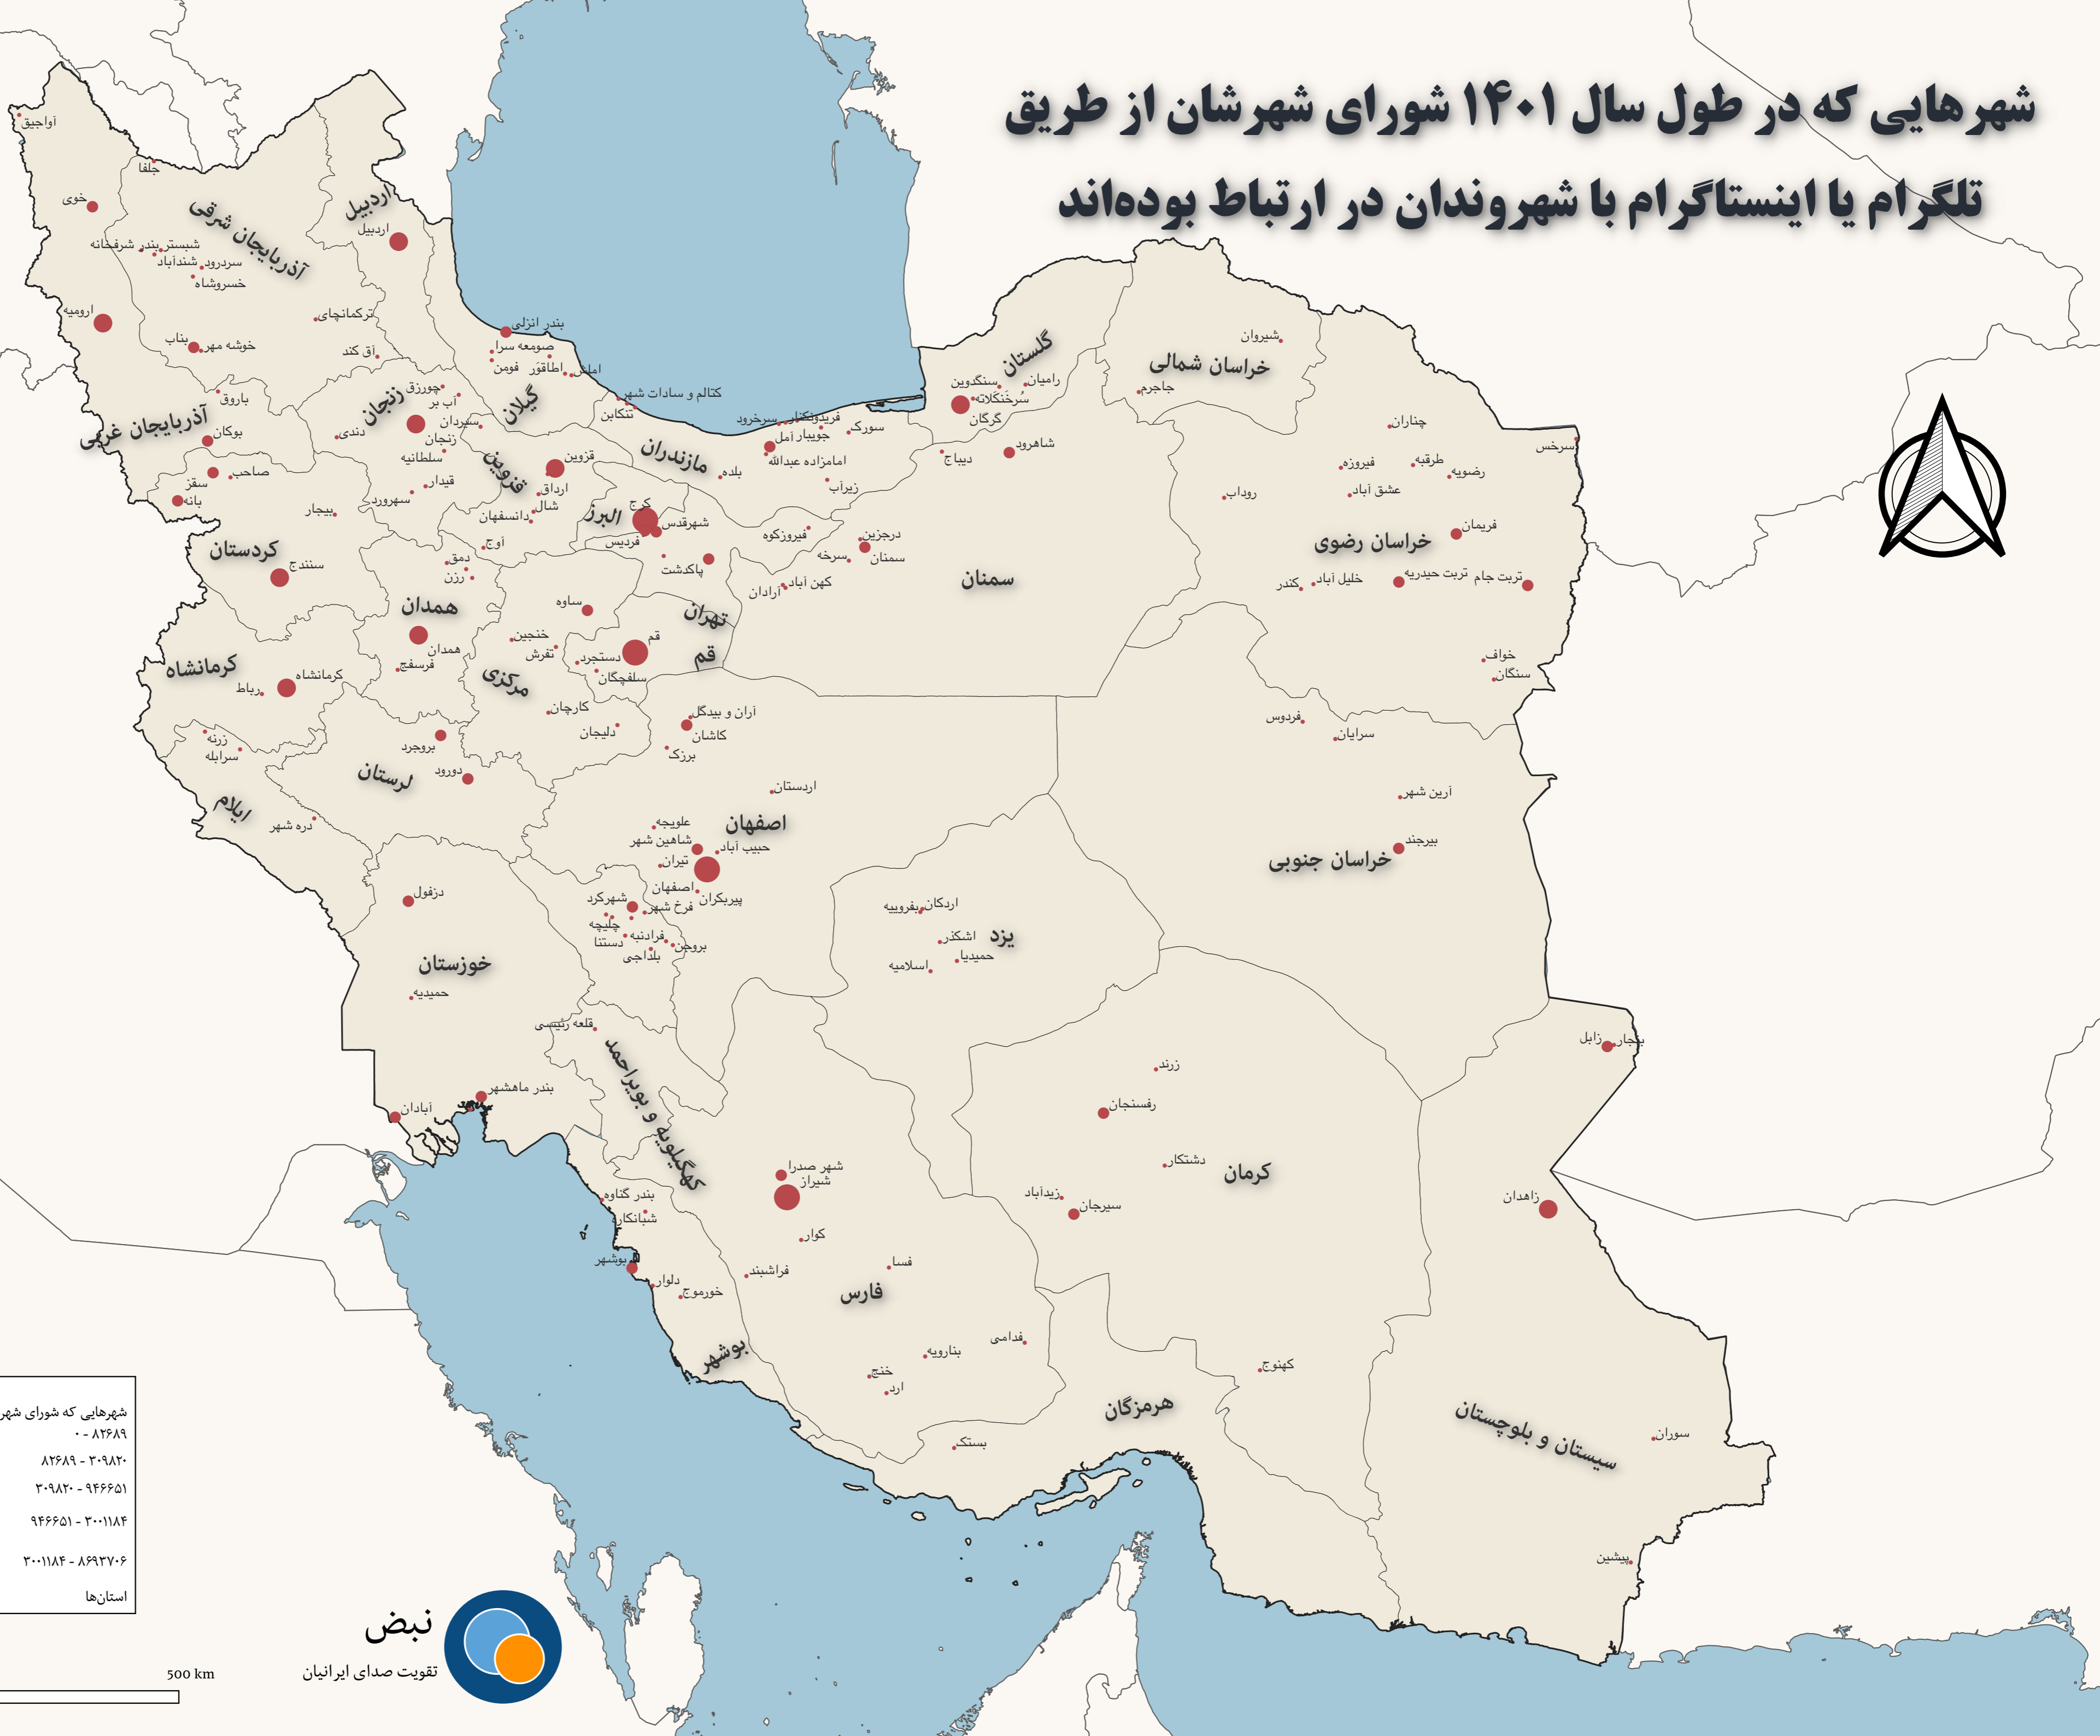 شهرهایی که در طول سال ۱۴۰۱ شورای شهرشان از طریق
تلگرام یا اینستاگرام با شهروندان در ارتباط بوده‌اند
آواجیق
جلفا
خوی
اردبیل
اردبیل
آذربایجان شرقی
شبستر
بندر شرفخانه
شندآباد
سردرود
خسروشاه
ارومیه
ترکمانچای
بناب
خوشه مهر
آق کند
باروق
آذربایجان غربی
بوکان
صاحب
سقز
بانه
بندر انزلی
صومعه سرا
فومن
اطاقور
املش
گیلان
چورزق
آب بر
زنجان
سیردان
زنجان
دندی
سلطانیه
قیدار
سهرورد
بیجار
کتالم و سادات شهر
تنکابن
مازندران
سرخرود
فریدونکنار
جویبار
آمل
سورک
امامزاده عبدالله
بلده
زیرآب
گلستان
سنگدوین
رامیان
سرخنکلاته
گرگان
دیباج
شاهرود
خراسان شمالی
شیروان
جاجرم
چناران
سرخس
فیروزه
طرقبه
رضویه
عشق آباد
روداب
فریمان
خراسان رضوی
تربت حیدریه
تربت جام
خلیل آباد
کندر
خواف
سنگان
قزوین
قزوین
ارداق
شال
دانسفهان
آوج
البرز
کرج
شهرقدس
فردیس
پاکدشت
فیروزکوه
درجزین
سمنان
سرخه
سمنان
کهن آباد
آرادان
تهران
قم
قم
دستجرد
سلفچگان
ساوه
خنجین
تفرش
مرکزی
کارچان
دلیجان
کردستان
سنندج
دمق
رزن
همدان
همدان
فرسفج
کرمانشاه
کرمانشاه
رباط
زرنه
سرابله
ایلام
دره شهر
بروجرد
دورود
لرستان
آران و بیدگل
کاشان
برزک
اردستان
اصفهان
علویجه
شاهین شهر
حبیب آباد
تیران
اصفهان
پیربکران
شهرکرد
فرخ شهر
چلیچه
فرادنبه
دستنا
بروجن
بلداجی
فردوس
سرایان
آرین شهر
بیرجند
خراسان جنوبی
اردکان
بفروییه
اشکذر
یزد
حمیدیا
اسلامیه
دزفول
خوزستان
حمیدیه
قلعه رئیسی
بندر ماهشهر
آبادان
کهگیلویه و بویراحمد
زابل
بنجار
زرند
رفسنجان
دشتکار
کرمان
زیدآباد
سیرجان
زاهدان
شهر صدرا
شیراز
کوار
فراشبند
فسا
فارس
فدامی
بنارویه
خنج
ارد
بندر گناوه
شبانکاره
بوشهر
دلوار
خورموج
بوشهر
کهنوج
هرمزگان
بستک
سیستان و بلوچستان
سوران
پیشین
شهرهایی که شورای شهر
۰ - ۸۲۶۸۹
۸۲۶۸۹ - ۳۰۹۸۲۰
۳۰۹۸۲۰ - ۹۴۶۶۵۱
۹۴۶۶۵۱ - ۳۰۰۱۱۸۴
۳۰۰۱۱۸۴ - ۸۶۹۳۷۰۶
استان‌ها
500 km
نبض
تقویت صدای ایرانیان